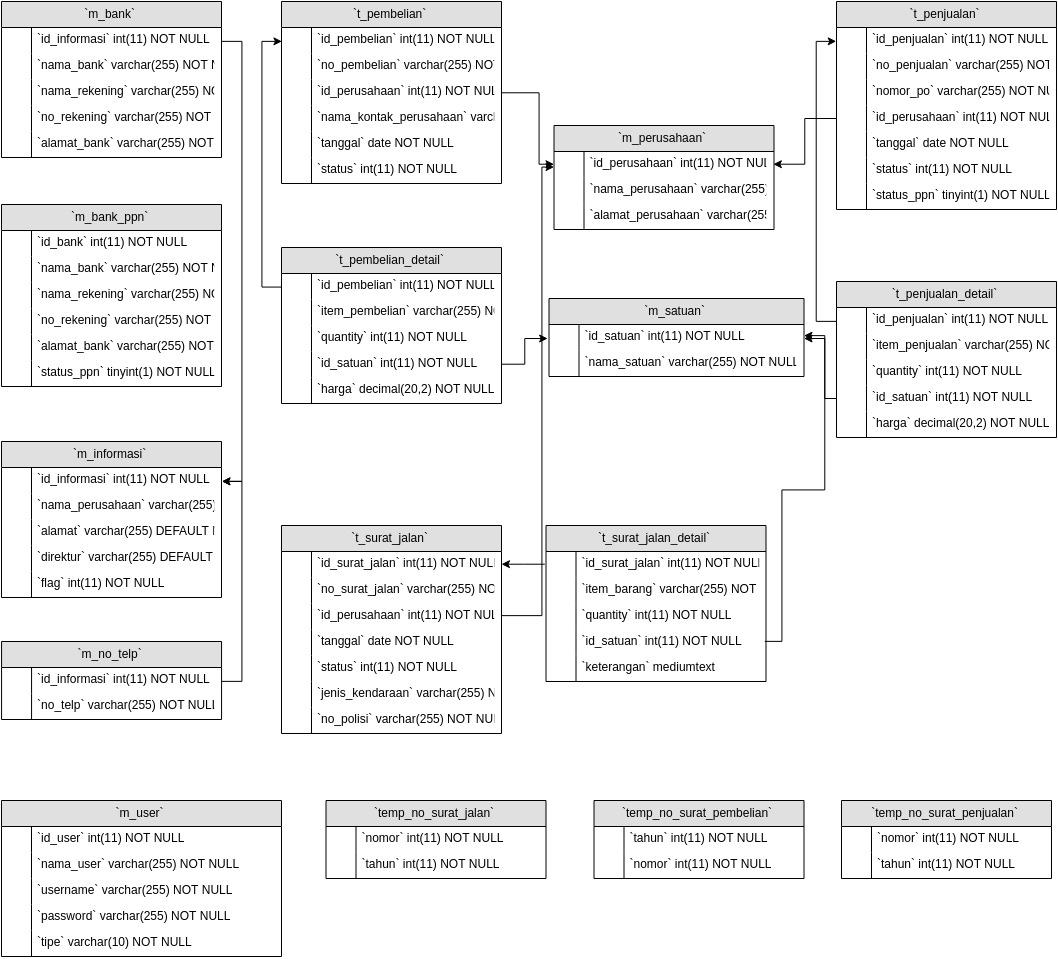 `m_bank`
`id_informasi` int(11) NOT NULL
`nama_bank` varchar(255) NOT
`nama_rekening` varchar(255)
`no_rekening` varchar(255) NOT
`alamat_bank` varchar(255) NOT
`m_bank_ppn`
`id_bank` int(11) NOT NULL
`nama_bank` varchar(255) NOT
`nama_rekening` varchar(255)
`no_rekening` varchar(255) NOT
`alamat_bank` varchar(255) NOT
`status_ppn` tinyint(1) NOT NULL
`m_informasi`
`id_informasi` int(11) NOT NULL
`nama_perusahaan` varchar(255)
`alamat` varchar(255) DEFAULT
`direktur` varchar(255) DEFAULT
`flag` int(11) NOT NULL
`m_no_telp`
`id_informasi` int(11) NOT NULL
`no_telp` varchar(255) NOT NULL
`t_pembelian`
`id_pembelian` int(11) NOT NULL
`no_pembelian` varchar(255)
`id_perusahaan` int(11) NOT
`nama_kontak_perusahaan`
`tanggal` date NOT NULL
`status` int(11) NOT NULL
`t_pembelian_detail`
`id_pembelian` int(11) NOT NULL
`item_pembelian` varchar(255)
`quantity` int(11) NOT NULL
`id_satuan` int(11) NOT NULL
`harga` decimal(20,2) NOT NULL
`t_surat_jalan`
`id_surat_jalan` int(11) NOT NULL
`no_surat_jalan` varchar(255)
`id_perusahaan` int(11) NOT
`tanggal` date NOT NULL
`status` int(11) NOT NULL
`jenis_kendaraan` varchar(255)
`no_polisi` varchar(255) NOT
`m_perusahaan`
`id_perusahaan` int(11) NOT
`nama_perusahaan` varchar(255)
`alamat_perusahaan`
`m_satuan`
`id_satuan` int(11) NOT NULL
`nama_satuan` varchar(255) NOT NULL
`t_surat_jalan_detail`
`id_surat_jalan` int(11) NOT NULL
`item_barang` varchar(255) NOT
`quantity` int(11) NOT NULL
`id_satuan` int(11) NOT NULL
`keterangan` mediumtext
`t_penjualan`
`id_penjualan` int(11) NOT NULL
`no_penjualan` varchar(255) NOT
`nomor_po` varchar(255) NOT
`id_perusahaan` int(11) NOT
`tanggal` date NOT NULL
`status` int(11) NOT NULL
`status_ppn` tinyint(1) NOT NULL
`t_penjualan_detail`
`id_penjualan` int(11) NOT NULL
`item_penjualan` varchar(255)
`quantity` int(11) NOT NULL
`id_satuan` int(11) NOT NULL
`harga` decimal(20,2) NOT NULL
`m_user`
`id_user` int(11) NOT NULL
`nama_user` varchar(255) NOT NULL
`username` varchar(255) NOT NULL
`password` varchar(255) NOT NULL
`tipe` varchar(10) NOT NULL
`temp_no_surat_jalan`
`nomor` int(11) NOT NULL
`tahun` int(11) NOT NULL
`temp_no_surat_pembelian`
`tahun` int(11) NOT NULL
`nomor` int(11) NOT NULL
`temp_no_surat_penjualan`
`nomor` int(11) NOT NULL
`tahun` int(11) NOT NULL